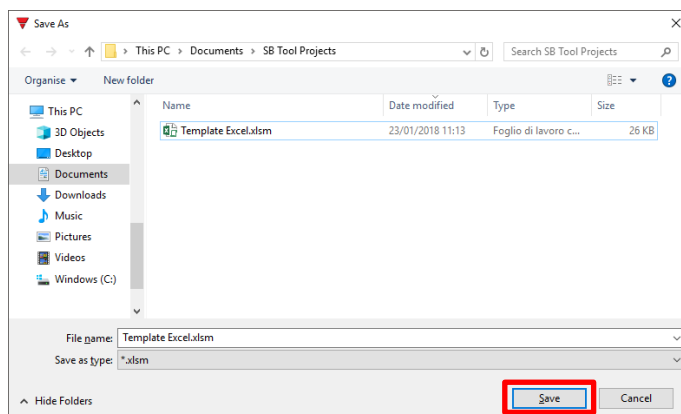 Save As
This PC > Documents > SB Tool Projects
Search SB Tool Projects
Organise
New folder
Name
Date modified
Type
Size
This PC
3D Objects
Desktop
Documents
Downloads
Music
Pictures
Videos
Windows (C:)
Template Excel.xlsm 23/01/2018 11:13 Foglio di lavoro c... 26 KB
File name: Template Excel.xlsm
Save as type: *.xlsm
Hide Folders
Save
Cancel